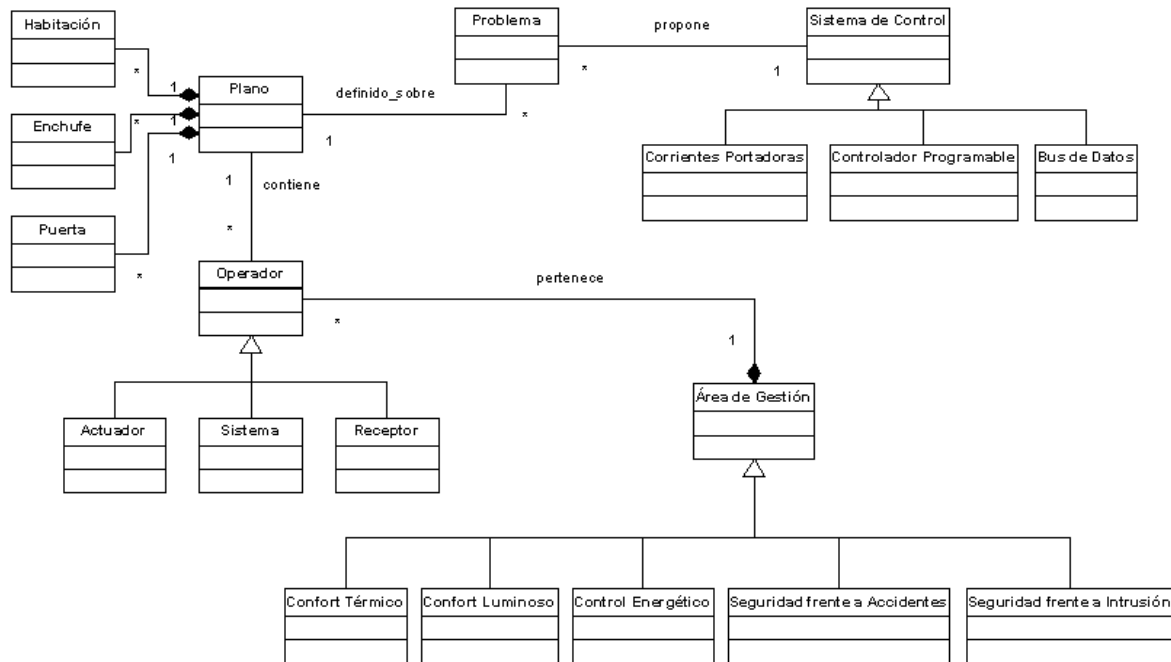 Habitación
Problema
Sistema de Control
propone
*
1
*
1
Plano
definido_sobre
Enchufe
*
1
*
1
1
Corrientes Portadoras
Controlador Programable
Bus de Datos
1
contiene
Puerta
*
*
Operador
pertenece
*
1
Área de Gestión
Actuador
Sistema
Receptor
Confort Térmico
Confort Luminoso
Control Energético
Seguridad frente a Accidentes
Seguridad frente a Intrusión